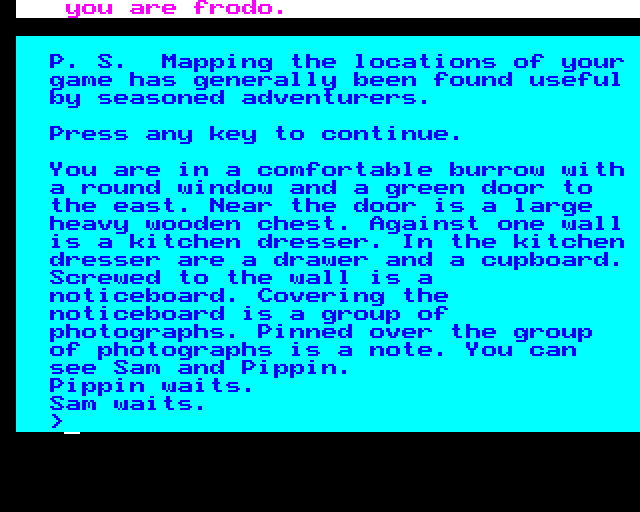 you are frodo.
P. S.  Mapping the locations of your
game has generally been found useful
by seasoned adventurers.
Press any key to continue.
You are in a comfortable burrow with
a round window and a green door to
the east. Near the door is a large
heavy wooden chest. Against one wall
is a kitchen dresser. In the kitchen
dresser are a drawer and a cupboard.
Screwed to the wall is a
noticeboard. Covering the
noticeboard is a group of
photographs. Pinned over the group
of photographs is a note. You can
see Sam and Pippin.
Pippin waits.
Sam waits.
>